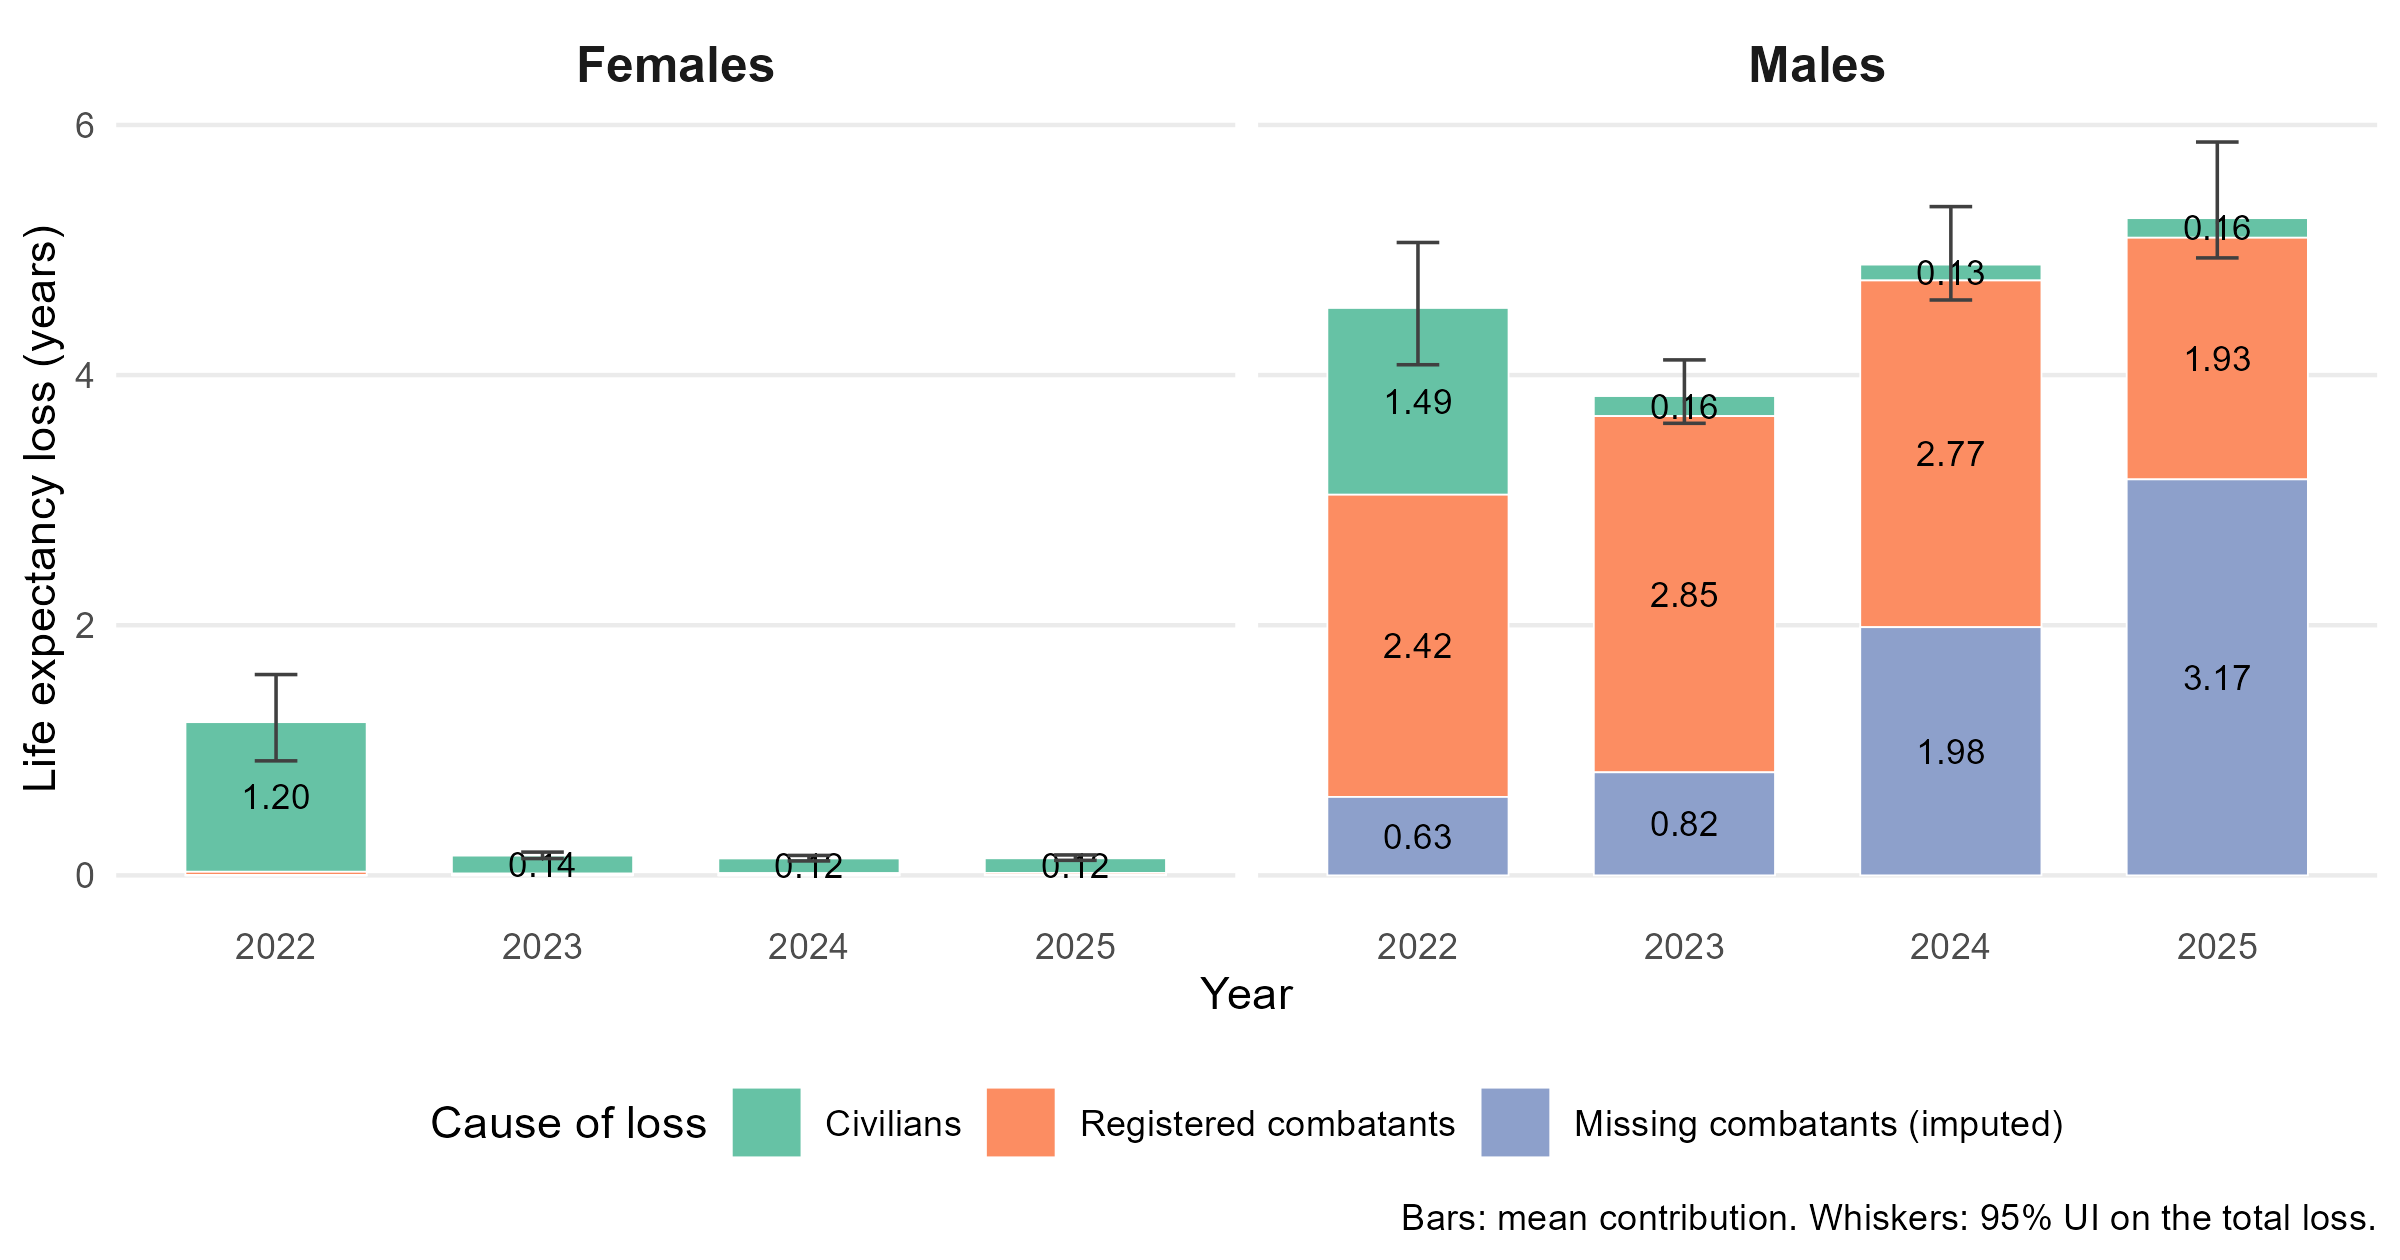 Females
Males
Life expectancy loss (years)
6
4
2
0
1.20
0.14
0.12
0.12
1.49
2.42
0.63
0.16
2.85
0.82
0.13
2.77
1.98
0.16
1.93
3.17
2022 2023 2024 2025
2022 2023 2024 2025
Year
Cause of loss Civilians Registered combatants Missing combatants (imputed)
Bars: mean contribution. Whiskers: 95% UI on the total loss.